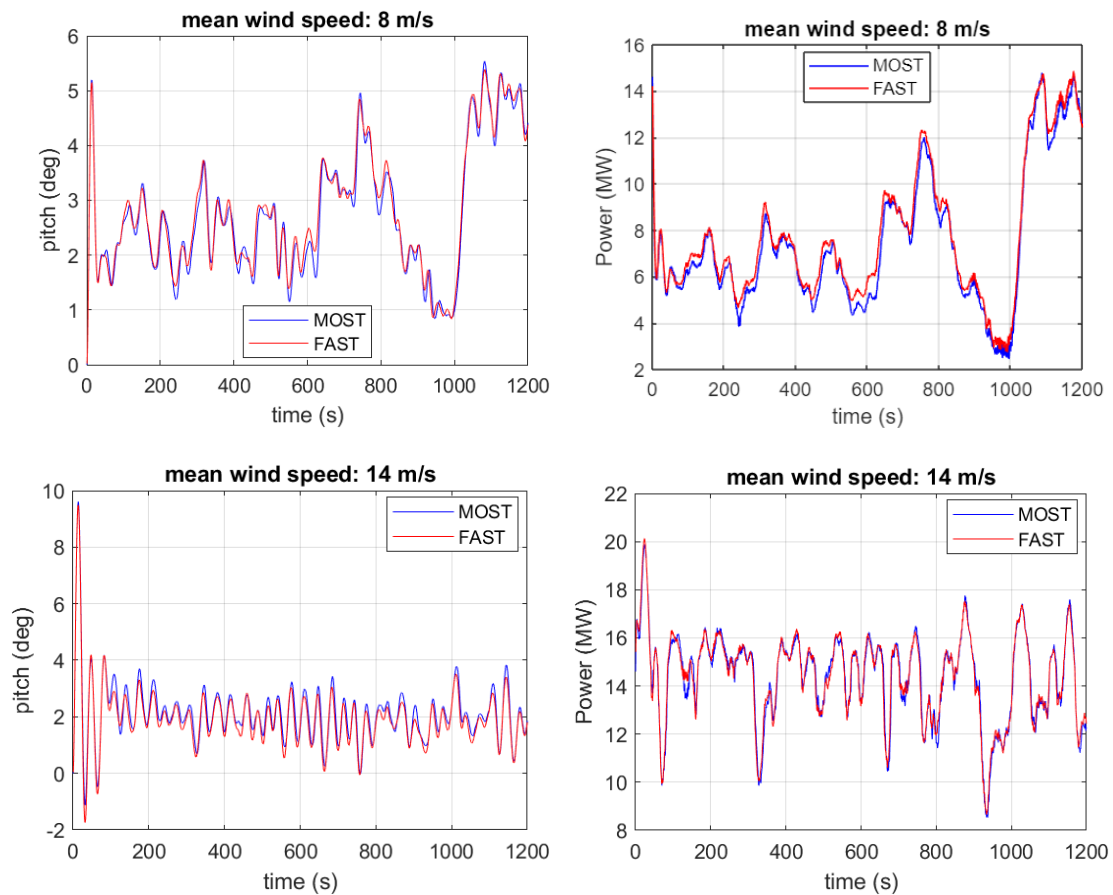 mean wind speed: 8 m/s
6
5
4
3
2
1
0
pitch (deg)
MOST
FAST
0 200 400 600 800 1000 1200
time (s)
mean wind speed: 8 m/s
16
14
12
10
8
6
4
2
Power (MW)
MOST
FAST
0 200 400 600 800 1000 1200
time (s)
mean wind speed: 14 m/s
10
8
6
4
2
0
-2
pitch (deg)
MOST
FAST
0 200 400 600 800 1000 1200
time (s)
mean wind speed: 14 m/s
22
20
18
16
14
12
10
8
Power (MW)
MOST
FAST
0 200 400 600 800 1000 1200
time (s)